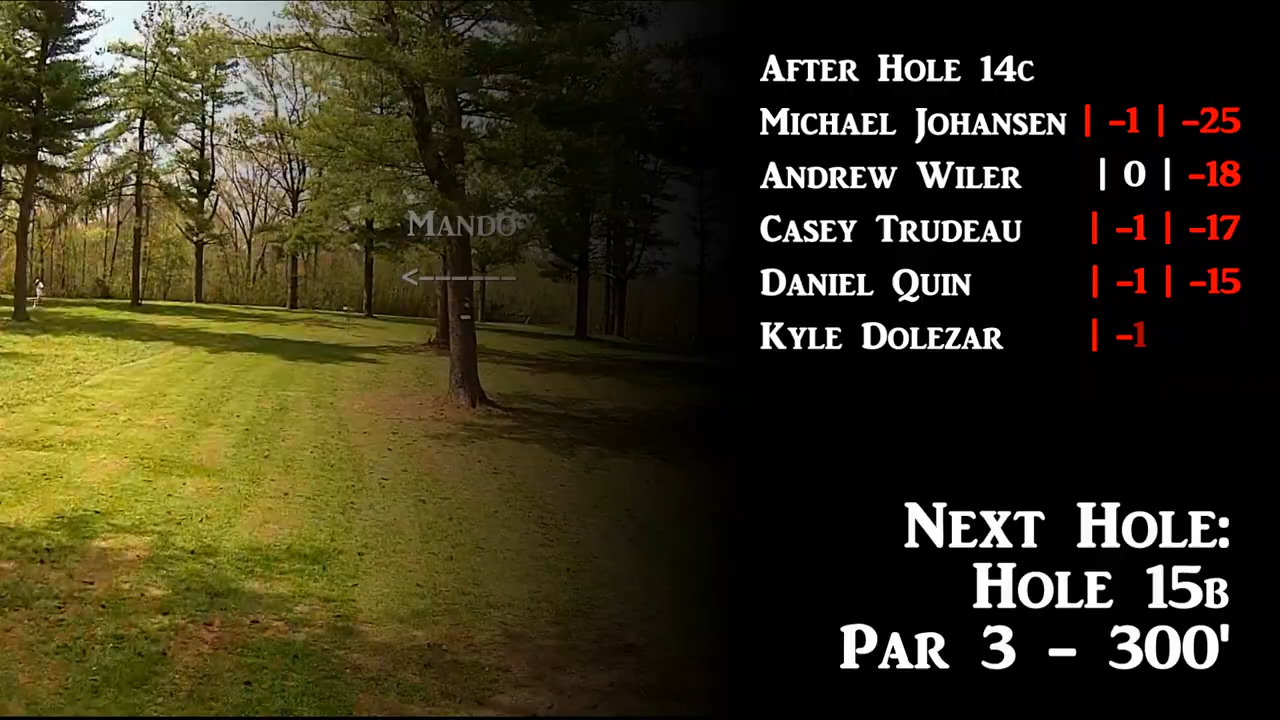 Mando
<------
After Hole 14c
Michael Johansen | -1 | -25
Andrew Wiler | 0 | -18
Casey Trudeau | -1 | -17
Daniel Quin | -1 | -15
Kyle Dolezar | -1
Next Hole:
Hole 15b
Par 3 - 300'